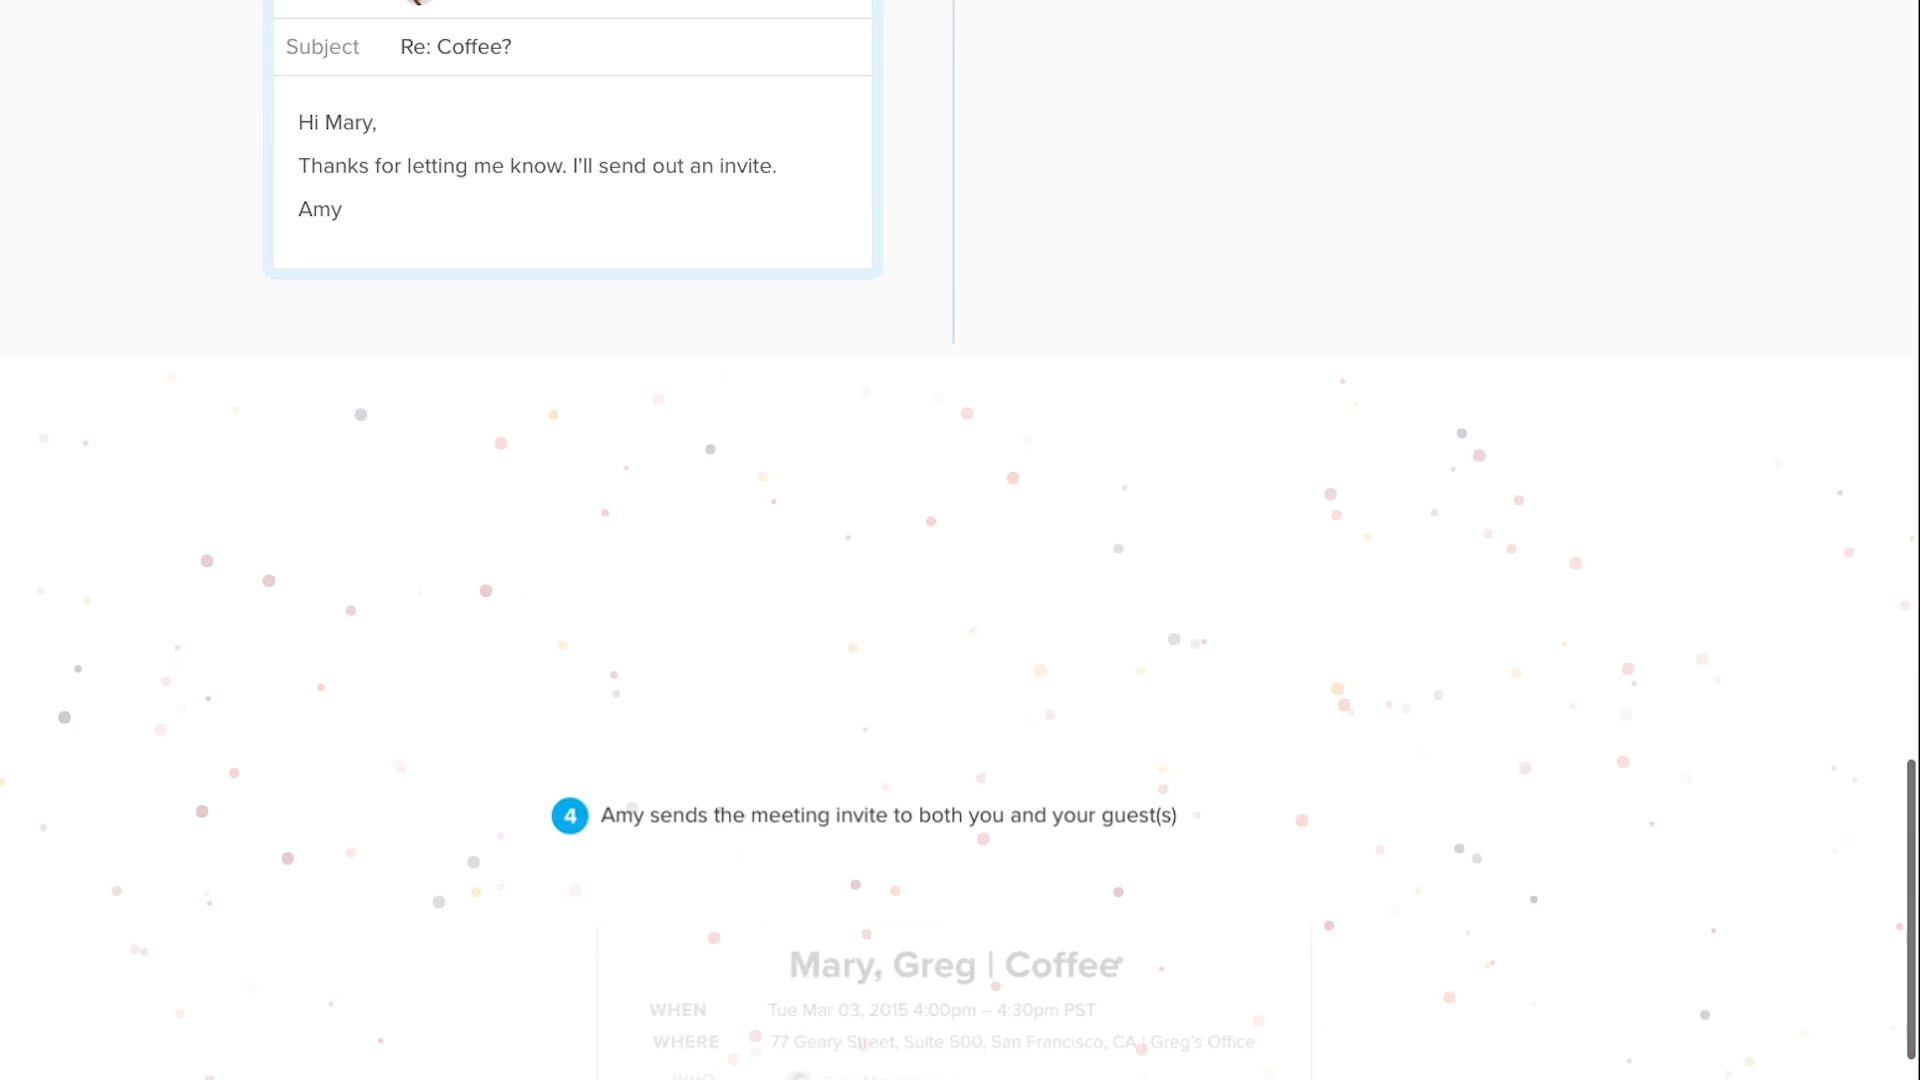 Subject Re: Coffee?
Hi Mary,
Thanks for letting me know. I'll send out an invite.
Amy
4 Amy sends the meeting invite to both you and your guest(s)
Mary, Greg | Coffee
WHEN Tue Mar 03, 2015 4:00pm – 4:30pm PST
WHERE 77 Geary Street, Suite 500, San Francisco, CA | Greg's Office
WHO